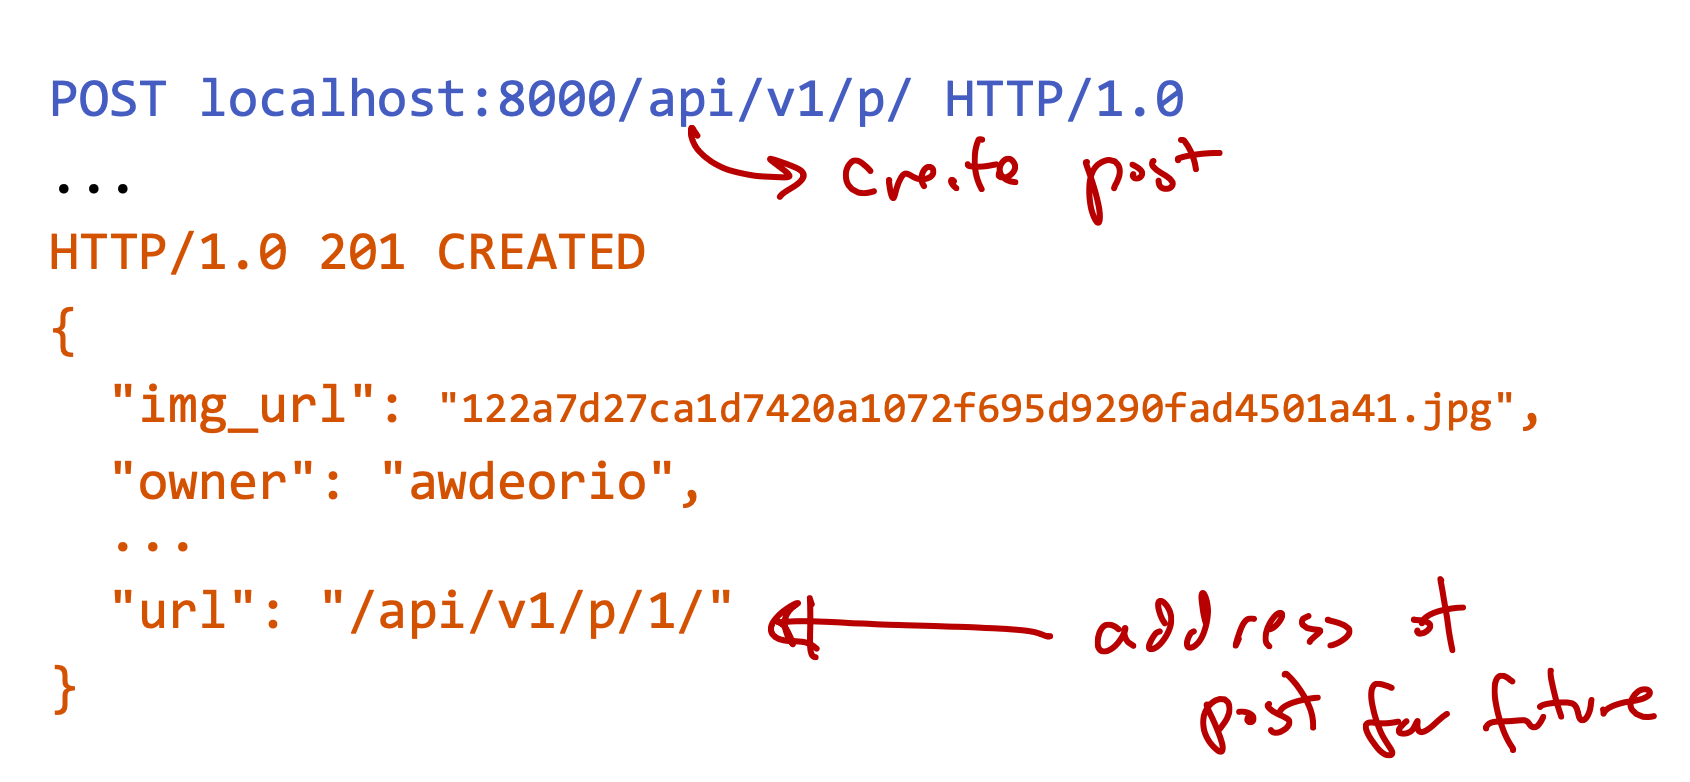 POST localhost:8000/api/v1/p/ HTTP/1.0
create post
...
HTTP/1.0 201 CREATED
{
"img_url": "122a7d27ca1d7420a1072f695d9290fad4501a41.jpg",
"owner": "awdeorio",
...
"url": "/api/v1/p/1/"
address of
post for future
}